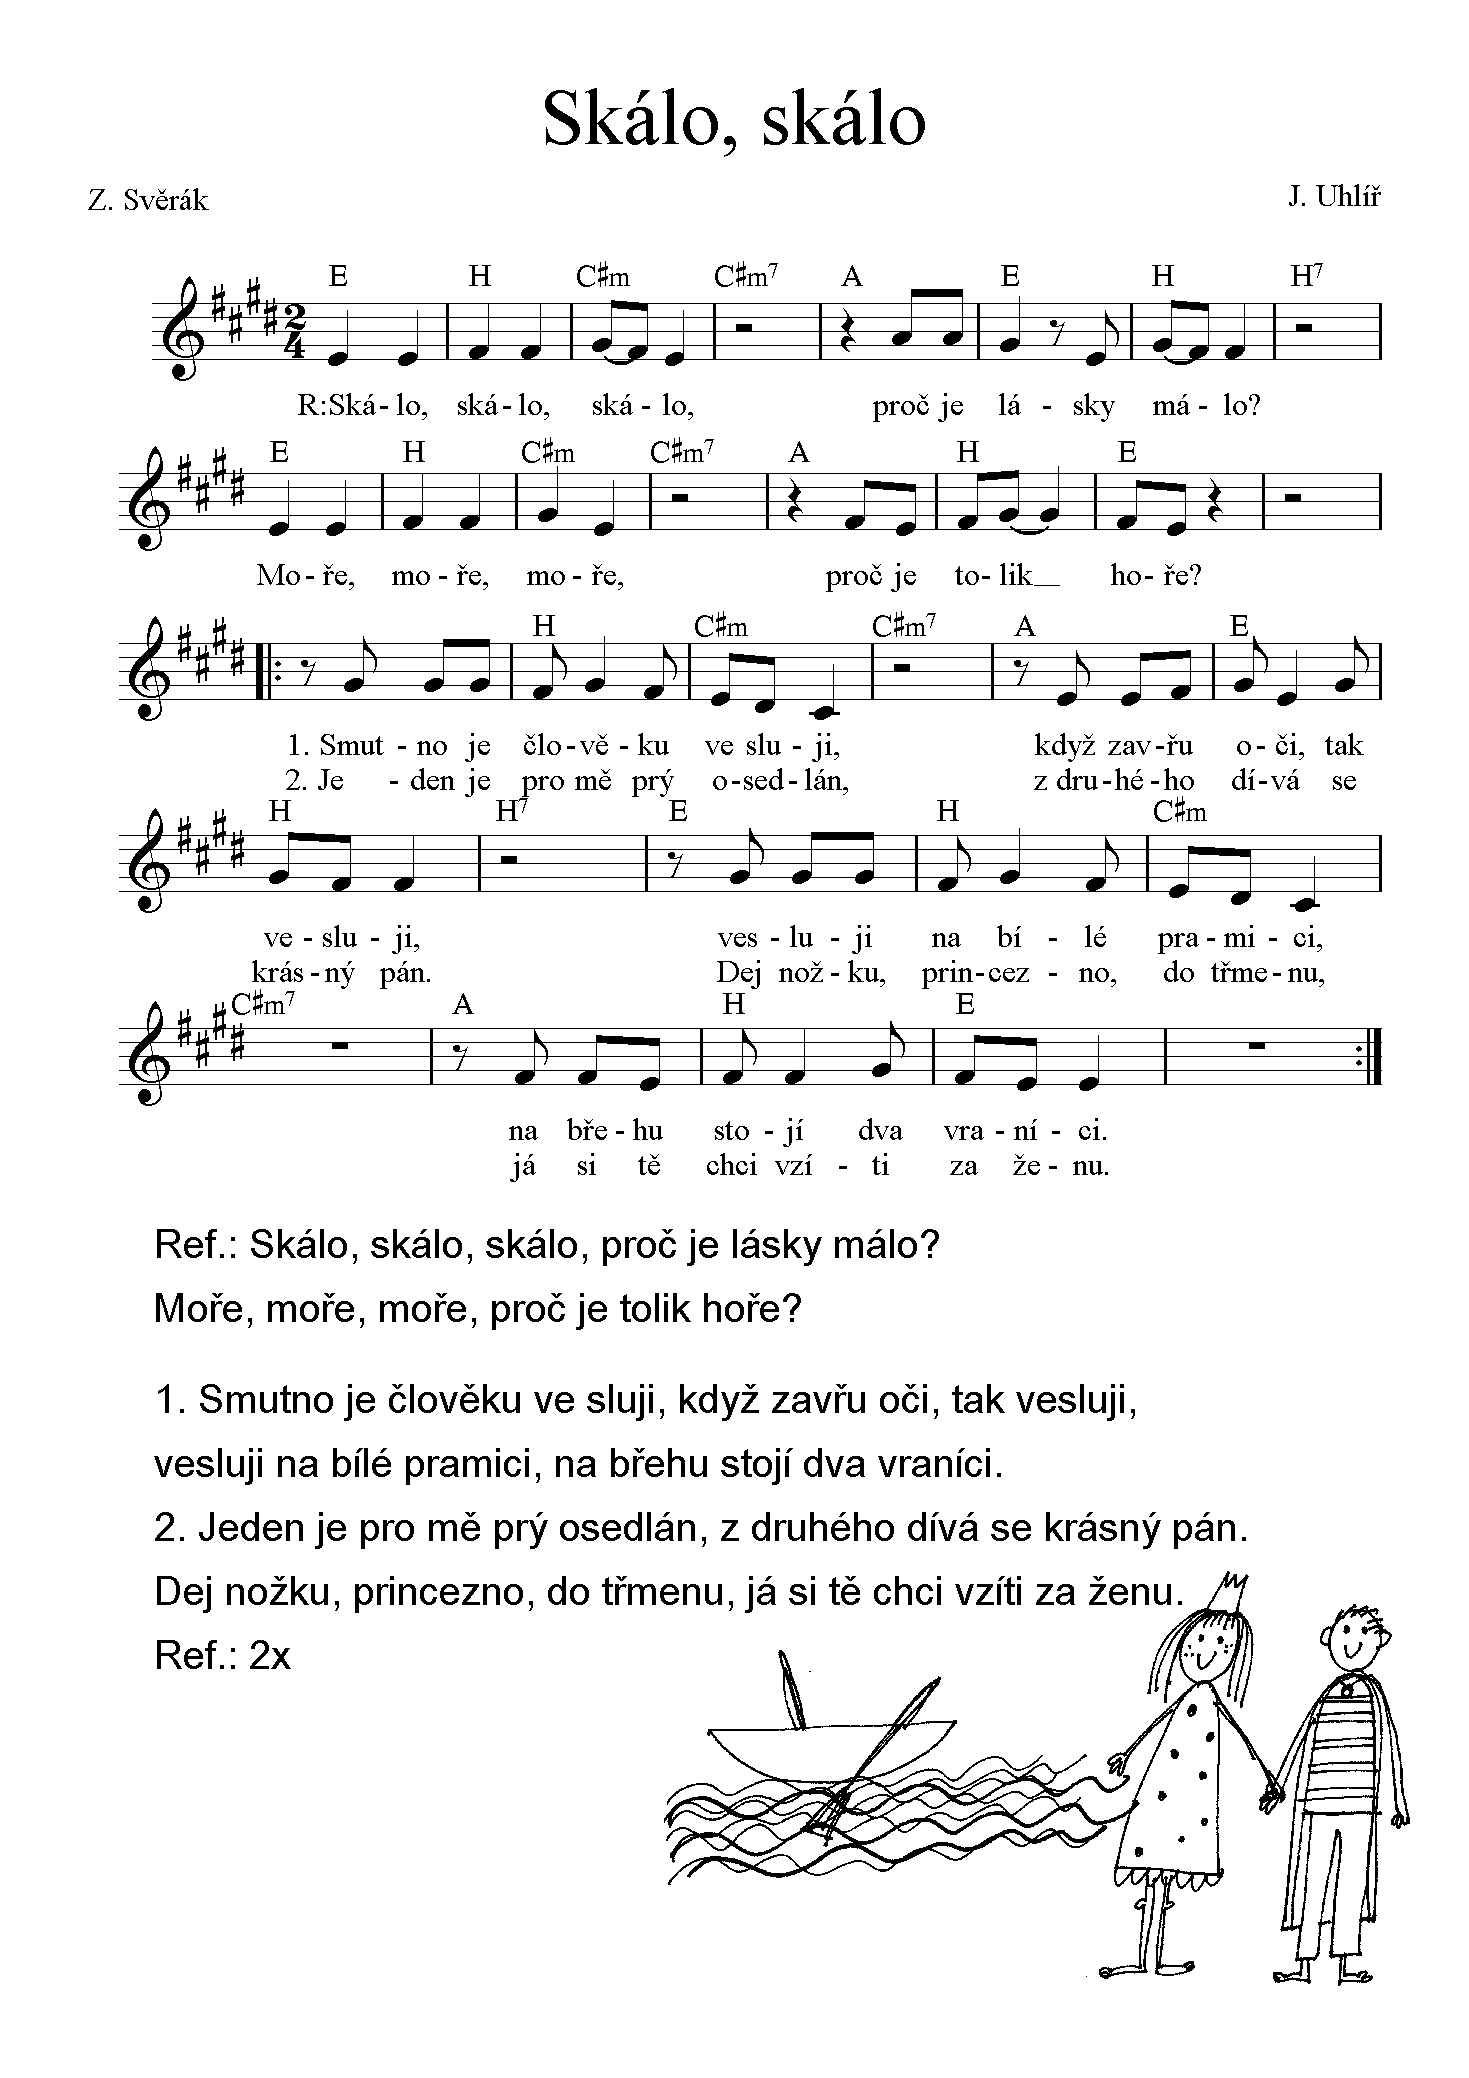 Skálo, skálo
Z. Svěrák
J. Uhlíř
E H C#m C#m7 A E H H7
2
4
R:Ská-lo, ská-lo, ská-lo, proč je lá-sky má-lo?
E H C#m C#m7 A H E
Mo-ře, mo-ře, mo-ře, proč je to-lik__ ho-ře?
H C#m C#m7 A E
1. Smut-no je člo-vě-ku ve slu-ji, když zav-řu o-či, tak
2. Je-den je pro mě prý o-sed-lán, z dru-hé-ho dí-vá se
H H7 E H C#m
ve-slu-ji, ves-lu-ji na bí-lé pra-mi-ci,
krás-ný pán. Dej nož-ku, prin-cez-no, do třme-nu,
C#m7 A H E
na bře-hu sto-jí dva vra-ní-ci.
já si tě chci vzí-ti za že-nu.
Ref.: Skálo, skálo, skálo, proč je lásky málo?
Moře, moře, moře, proč je tolik hoře?
1. Smutno je člověku ve sluji, když zavřu oči, tak vesluji,
vesluji na bílé pramici, na břehu stojí dva vraníci.
2. Jeden je pro mě prý osedlán, z druhého dívá se krásný pán.
Dej nožku, princezno, do třmenu, já si tě chci vzíti za ženu.
Ref.: 2x